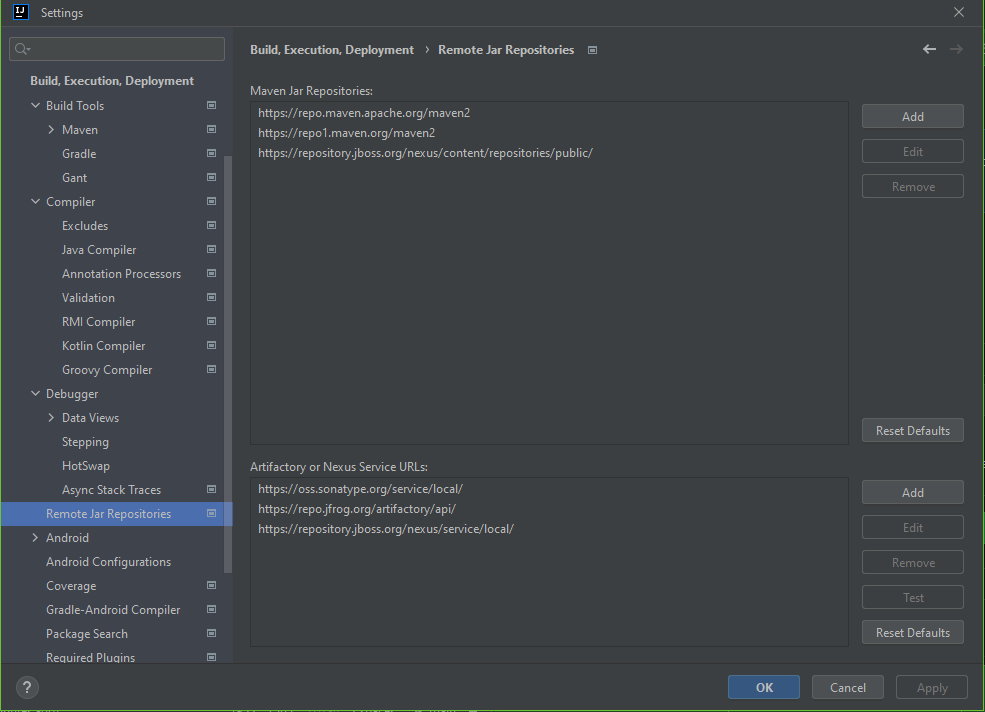 IJ Settings
Build, Execution, Deployment
Build Tools
Maven
Gradle
Gant
Compiler
Excludes
Java Compiler
Annotation Processors
Validation
RMI Compiler
Kotlin Compiler
Groovy Compiler
Debugger
Data Views
Stepping
HotSwap
Async Stack Traces
Remote Jar Repositories
Android
Android Configurations
Coverage
Gradle-Android Compiler
Package Search
Required Plugins
Build, Execution, Deployment › Remote Jar Repositories
Maven Jar Repositories:
https://repo.maven.apache.org/maven2
https://repo1.maven.org/maven2
https://repository.jboss.org/nexus/content/repositories/public/
Add
Edit
Remove
Reset Defaults
Artifactory or Nexus Service URLs:
https://oss.sonatype.org/service/local/
https://repo.jfrog.org/artifactory/api/
https://repository.jboss.org/nexus/service/local/
Add
Edit
Remove
Test
Reset Defaults
?
OK
Cancel
Apply